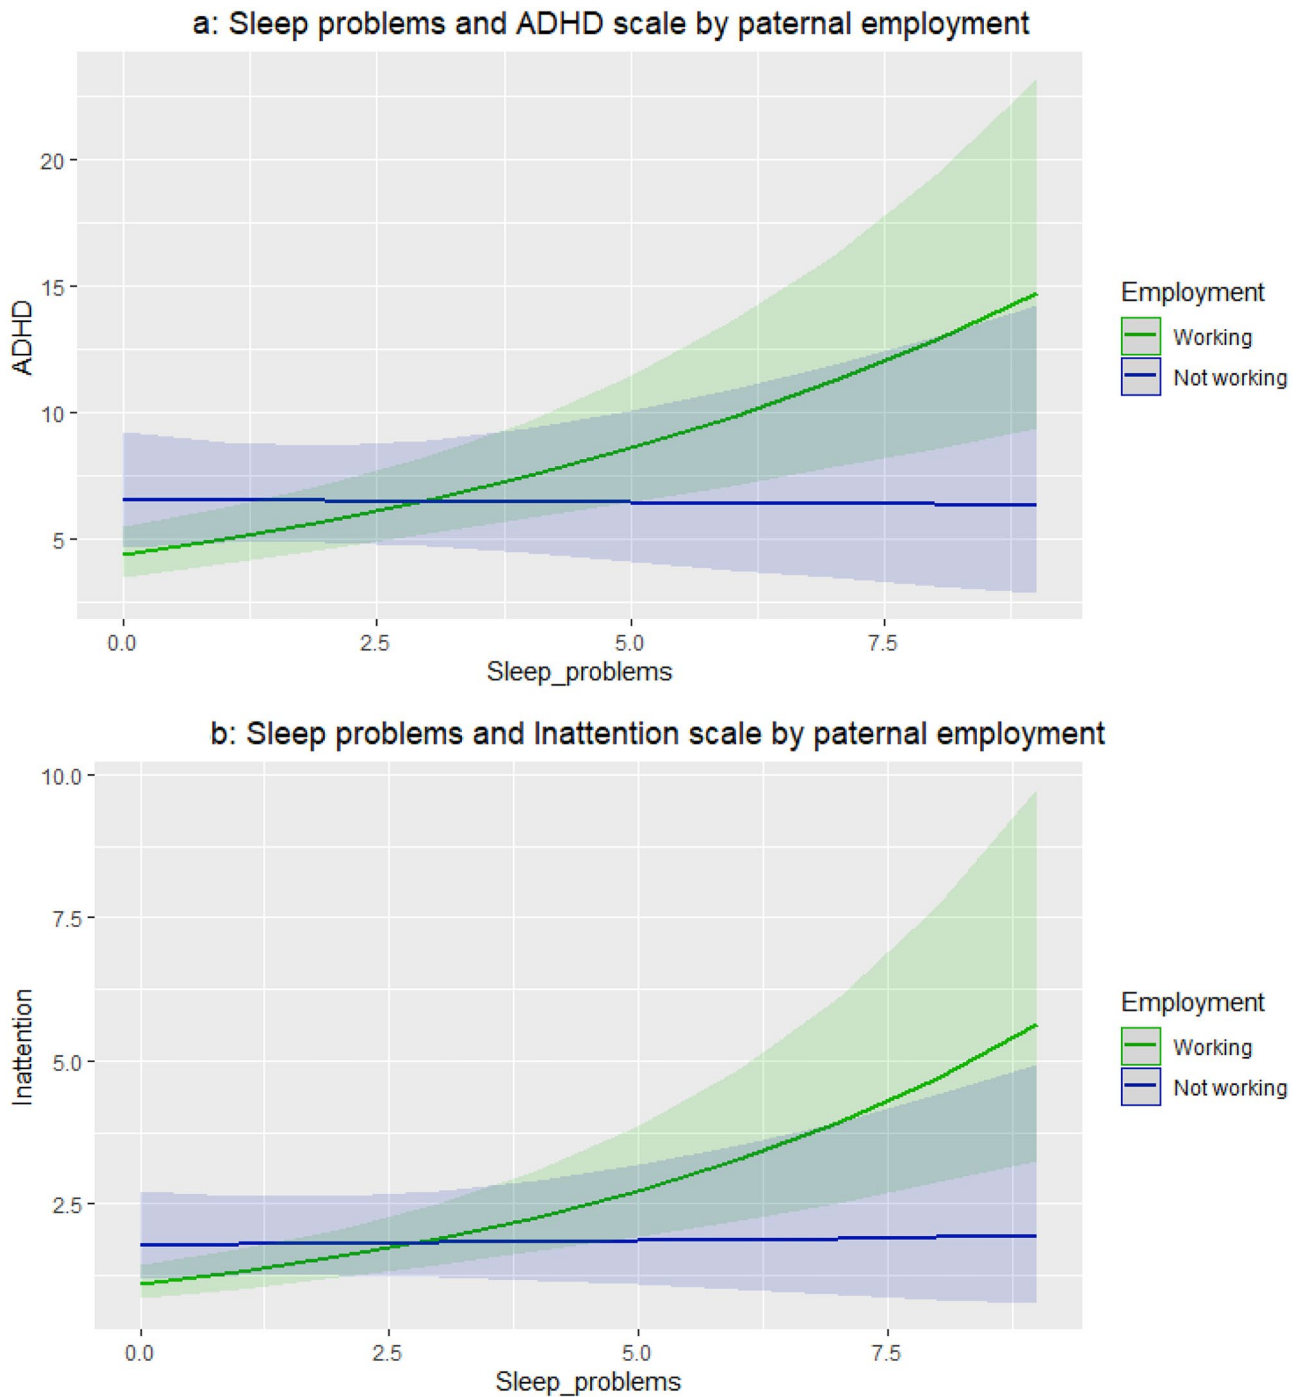 a: Sleep problems and ADHD scale by paternal employment
20
15
10
5
ADHD
0.0 2.5 5.0 7.5
Sleep_problems
Employment
Working
Not working
b: Sleep problems and Inattention scale by paternal employment
10.0
7.5
5.0
2.5
Inattention
0.0 2.5 5.0 7.5
Sleep_problems
Employment
Working
Not working